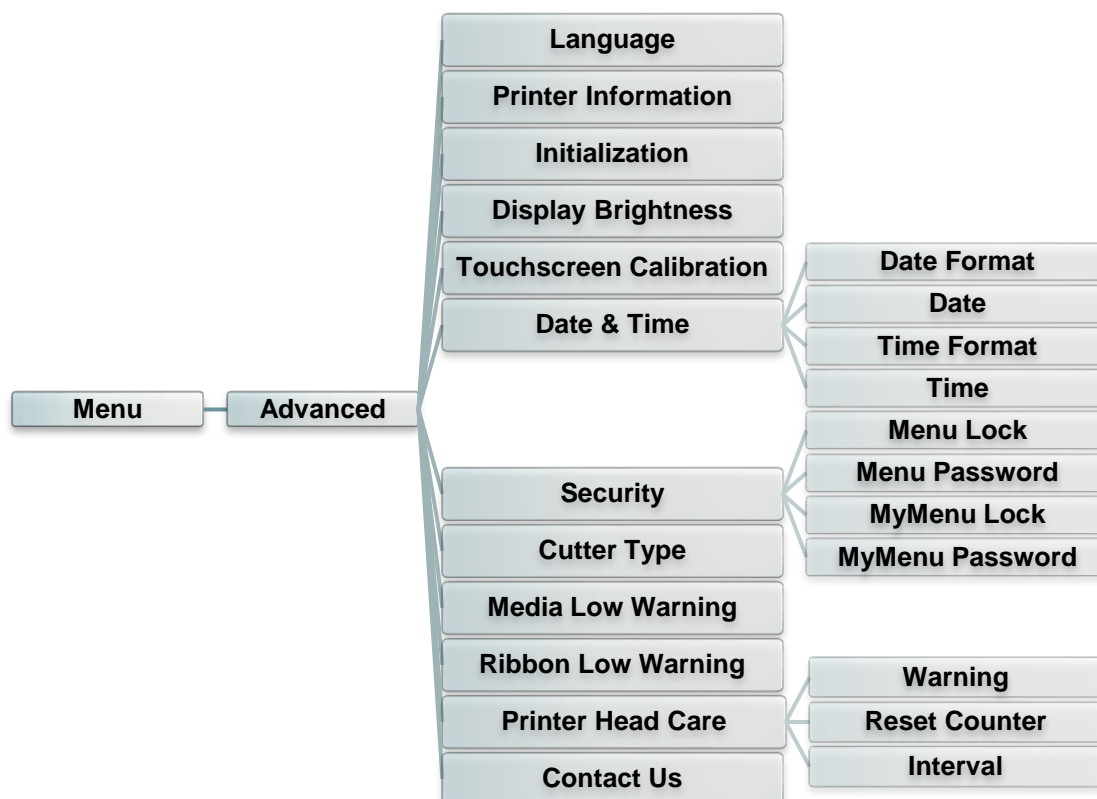 Menu
Advanced
Language
Printer Information
Initialization
Display Brightness
Touchscreen Calibration
Date & Time
Date Format
Date
Time Format
Time
Security
Menu Lock
Menu Password
MyMenu Lock
MyMenu Password
Cutter Type
Media Low Warning
Ribbon Low Warning
Printer Head Care
Warning
Reset Counter
Interval
Contact Us